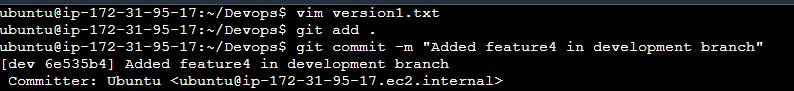 ubuntu@ip-172-31-95-17:~/Devops$ vim version1.txt
ubuntu@ip-172-31-95-17:~/Devops$ git add .
ubuntu@ip-172-31-95-17:~/Devops$ git commit -m "Added feature4 in development branch"
[dev 6e535b4] Added feature4 in development branch
 Committer: Ubuntu <ubuntu@ip-172-31-95-17.ec2.internal>